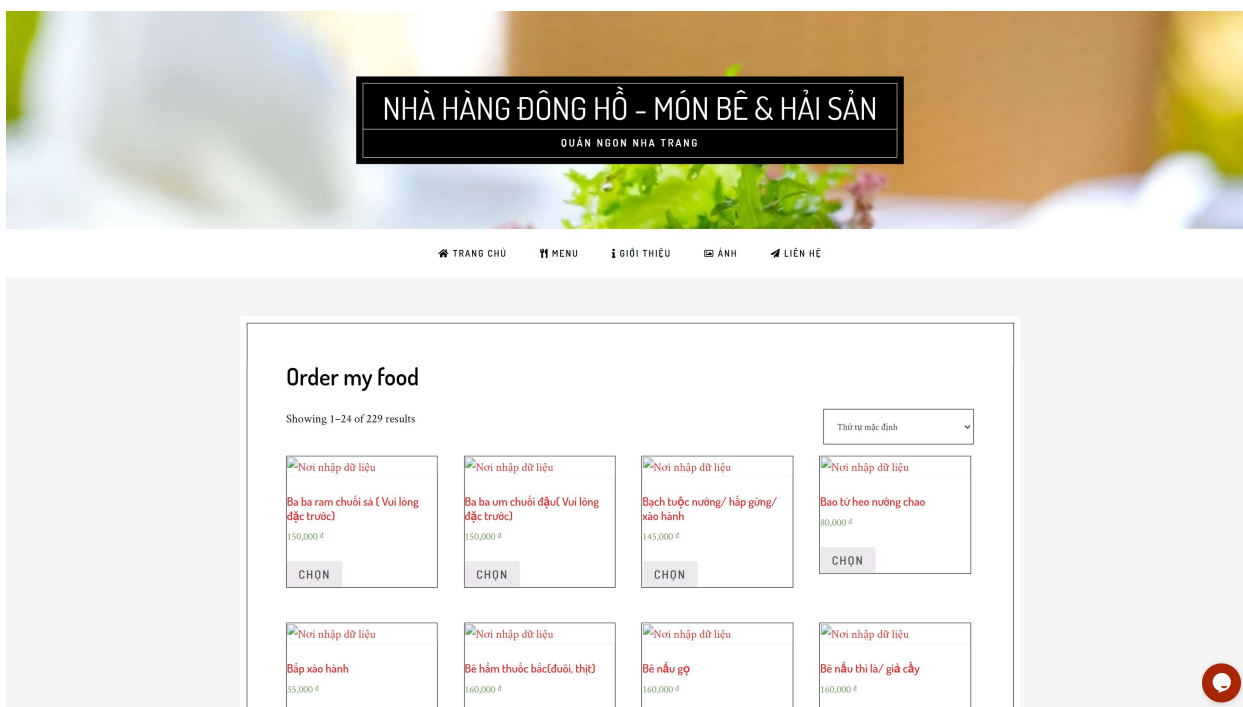 NHÀ HÀNG ĐÔNG HỒ – MÓN BÊ & HẢI SẢN
QUÁN NGON NHA TRANG
TRANG CHỦ MENU GIỚI THIỆU ẢNH LIÊN HỆ
Order my food
Showing 1–24 of 229 results
Thứ tự mặc định
Nơi nhập dữ liệu
Ba ba ram chuối sả ( Vui lòng
đặc trước)
150,000 ₫
CHỌN
Nơi nhập dữ liệu
Ba ba um chuối đậu( Vui lòng
đặc trước)
150,000 ₫
CHỌN
Nơi nhập dữ liệu
Bạch tuộc nướng/ hấp gừng/
xào hành
145,000 ₫
CHỌN
Nơi nhập dữ liệu
Bao tử heo nướng chao
80,000 ₫
CHỌN
Nơi nhập dữ liệu
Bắp xào hành
35,000 ₫
Nơi nhập dữ liệu
Bê hầm thuốc bắc(đuôi, thịt)
160,000 ₫
Nơi nhập dữ liệu
Bê nấu gọ
160,000 ₫
Nơi nhập dữ liệu
Bê nấu thì là/ giả cầy
160,000 ₫